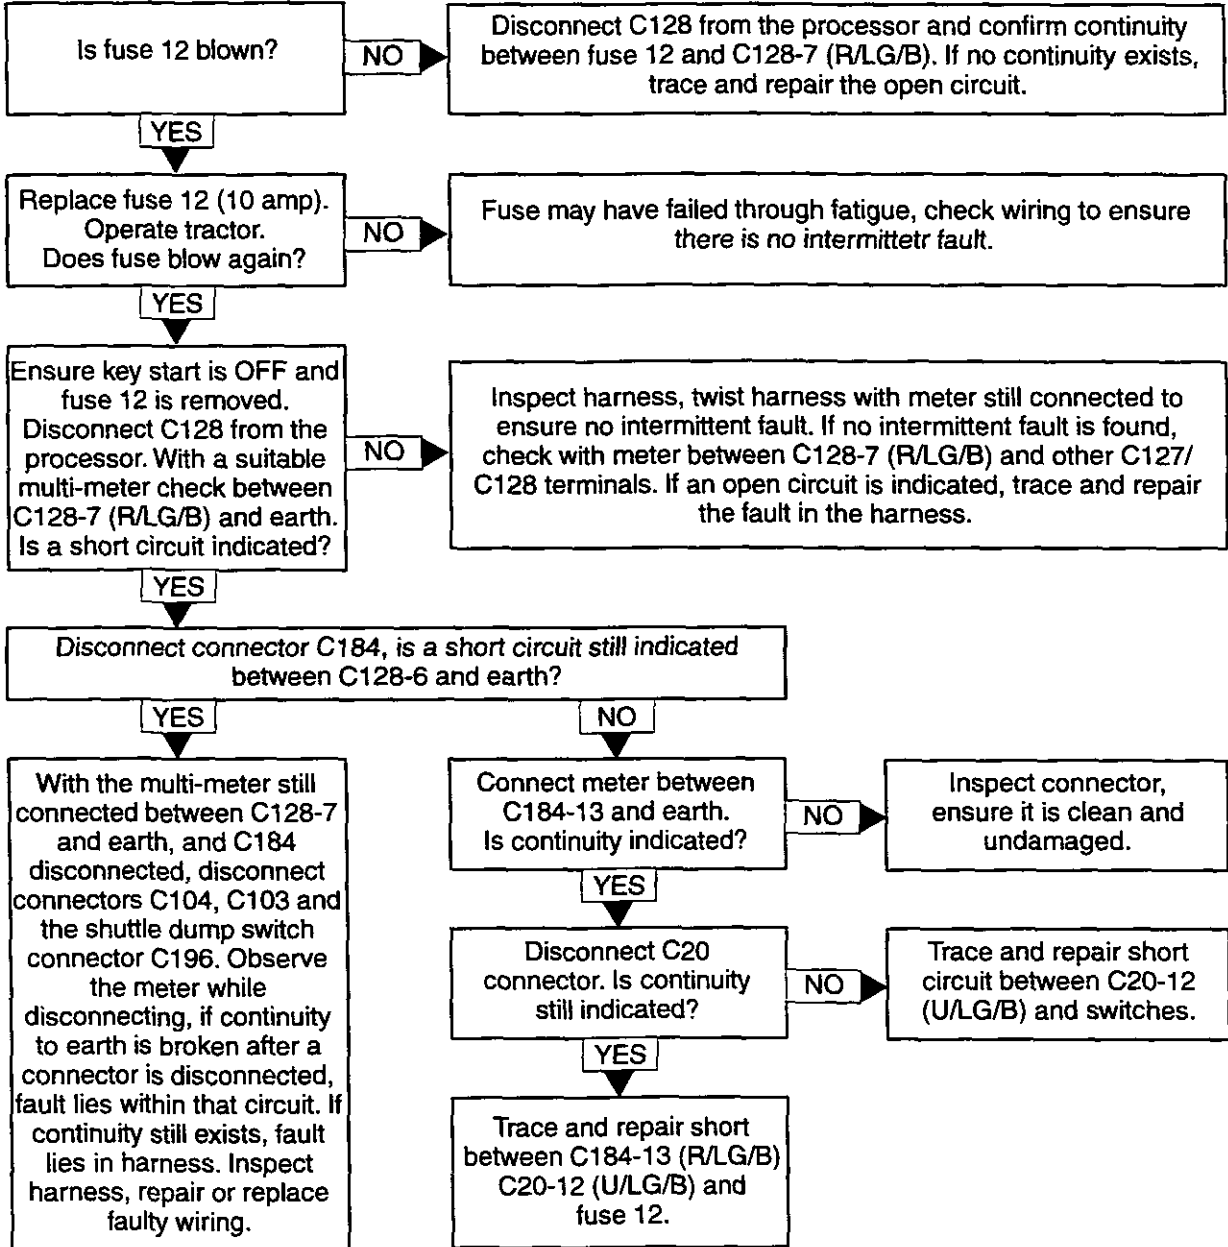 Is fuse 12 blown?
NO
Disconnect C128 from the processor and confirm continuity
between fuse 12 and C128-7 (R/LG/B). If no continuity exists,
trace and repair the open circuit.
YES
Replace fuse 12 (10 amp).
Operate tractor.
Does fuse blow again?
NO
Fuse may have failed through fatigue, check wiring to ensure
there is no intermittetr fault.
YES
Ensure key start is OFF and
fuse 12 is removed.
Disconnect C128 from the
processor. With a suitable
multi-meter check between
C128-7 (R/LG/B) and earth.
Is a short circuit indicated?
NO
Inspect harness, twist harness with meter still connected to
ensure no intermittent fault. If no intermittent fault is found,
check with meter between C128-7 (R/LG/B) and other C127/
C128 terminals. If an open circuit is indicated, trace and repair
the fault in the harness.
YES
Disconnect connector C184, is a short circuit still indicated
between C128-6 and earth?
YES
NO
With the multi-meter still
connected between C128-7
and earth, and C184
disconnected, disconnect
connectors C104, C103 and
the shuttle dump switch
connector C196. Observe
the meter while
disconnecting, if continuity
to earth is broken after a
connector is disconnected,
fault lies within that circuit. If
continuity still exists, fault
lies in harness. Inspect
harness, repair or replace
faulty wiring.
Connect meter between
C184-13 and earth.
Is continuity indicated?
NO
Inspect connector,
ensure it is clean and
undamaged.
YES
Disconnect C20
connector. Is continuity
still indicated?
NO
Trace and repair short
circuit between C20-12
(U/LG/B) and switches.
YES
Trace and repair short
between C184-13 (R/LG/B)
C20-12 (U/LG/B) and
fuse 12.